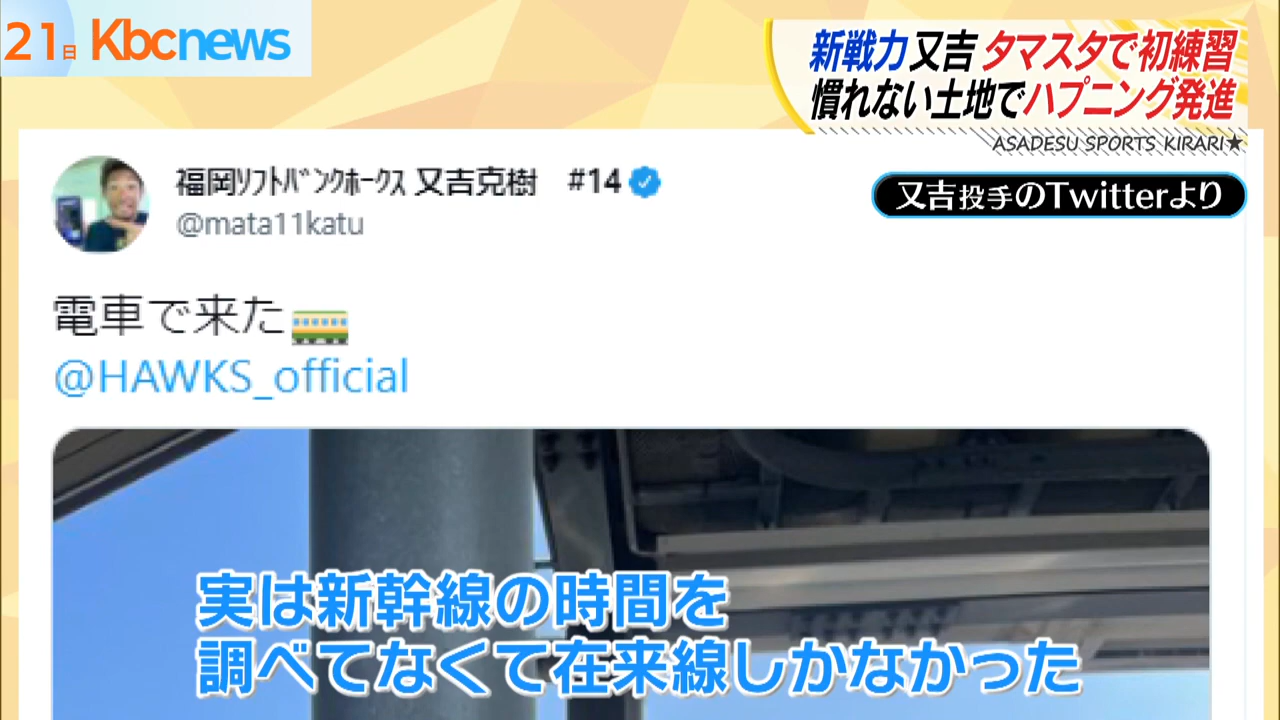 21日 Kbcnews
新戦力又吉 タマスタで初練習
慣れない土地でハプニング発進
ASADESU SPORTS KIRARI★
又吉投手のTwitterより
福岡ソフトバンクホークス 又吉克樹 #14
@mata11katu
電車で来た🚃
@HAWKS_official
実は新幹線の時間を
調べてなくて在来線しかなかった